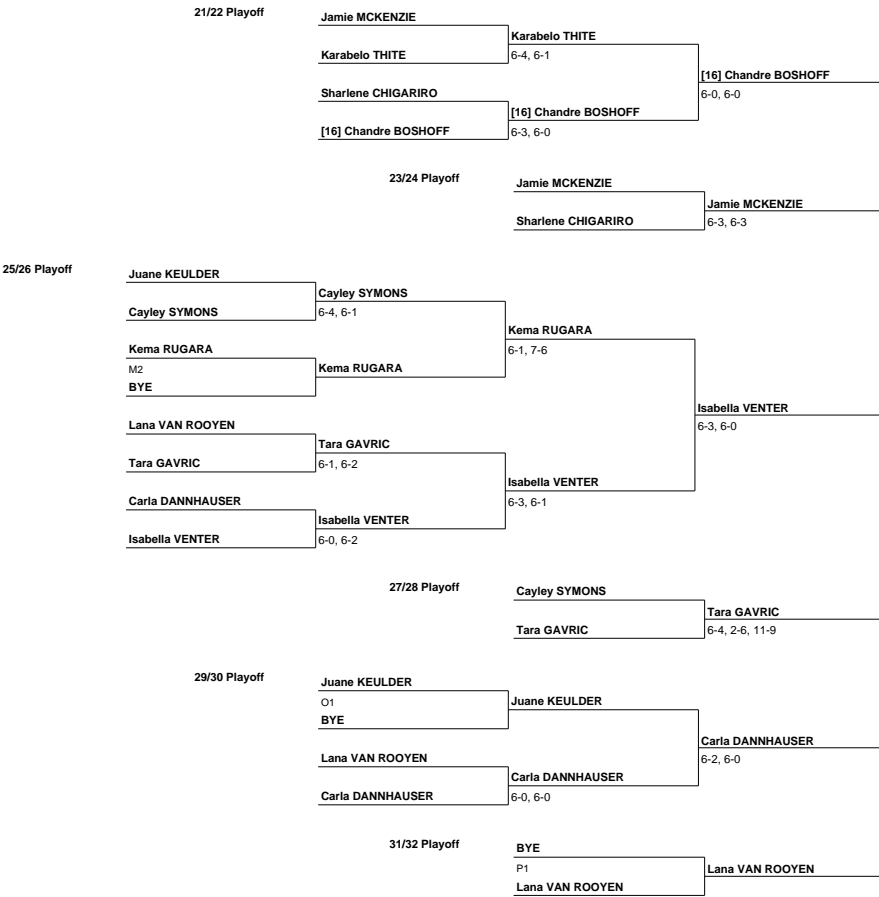 21/22 Playoff
Jamie MCKENZIE
Karabelo THITE
Karabelo THITE
6-4, 6-1
[16] Chandre BOSHOFF
6-0, 6-0
Sharlene CHIGARIRO
[16] Chandre BOSHOFF
[16] Chandre BOSHOFF
6-3, 6-0
23/24 Playoff
Jamie MCKENZIE
Jamie MCKENZIE
Sharlene CHIGARIRO
6-3, 6-3
25/26 Playoff
Juane KEULDER
Cayley SYMONS
Cayley SYMONS
6-4, 6-1
Kema RUGARA
6-1, 7-6
Kema RUGARA
M2
Kema RUGARA
BYE
Isabella VENTER
6-3, 6-0
Lana VAN ROOYEN
Tara GAVRIC
Tara GAVRIC
6-1, 6-2
Isabella VENTER
6-3, 6-1
Carla DANNHAUSER
Isabella VENTER
Isabella VENTER
6-0, 6-2
27/28 Playoff
Cayley SYMONS
Tara GAVRIC
Tara GAVRIC
6-4, 2-6, 11-9
29/30 Playoff
Juane KEULDER
O1
Juane KEULDER
BYE
Carla DANNHAUSER
6-2, 6-0
Lana VAN ROOYEN
Carla DANNHAUSER
Carla DANNHAUSER
6-0, 6-0
31/32 Playoff
BYE
P1
Lana VAN ROOYEN
Lana VAN ROOYEN